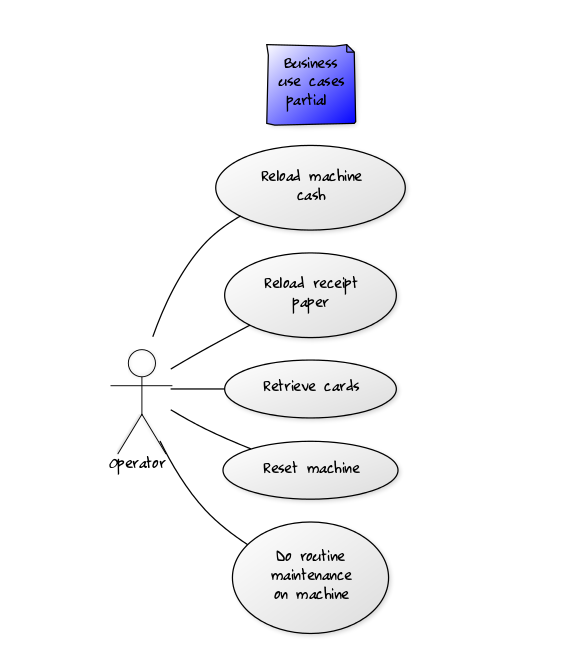 Business
use cases
partial
Reload machine
cash
Reload receipt
paper
Retrieve cards
Operator
Reset machine
Do routine
maintenance
on machine